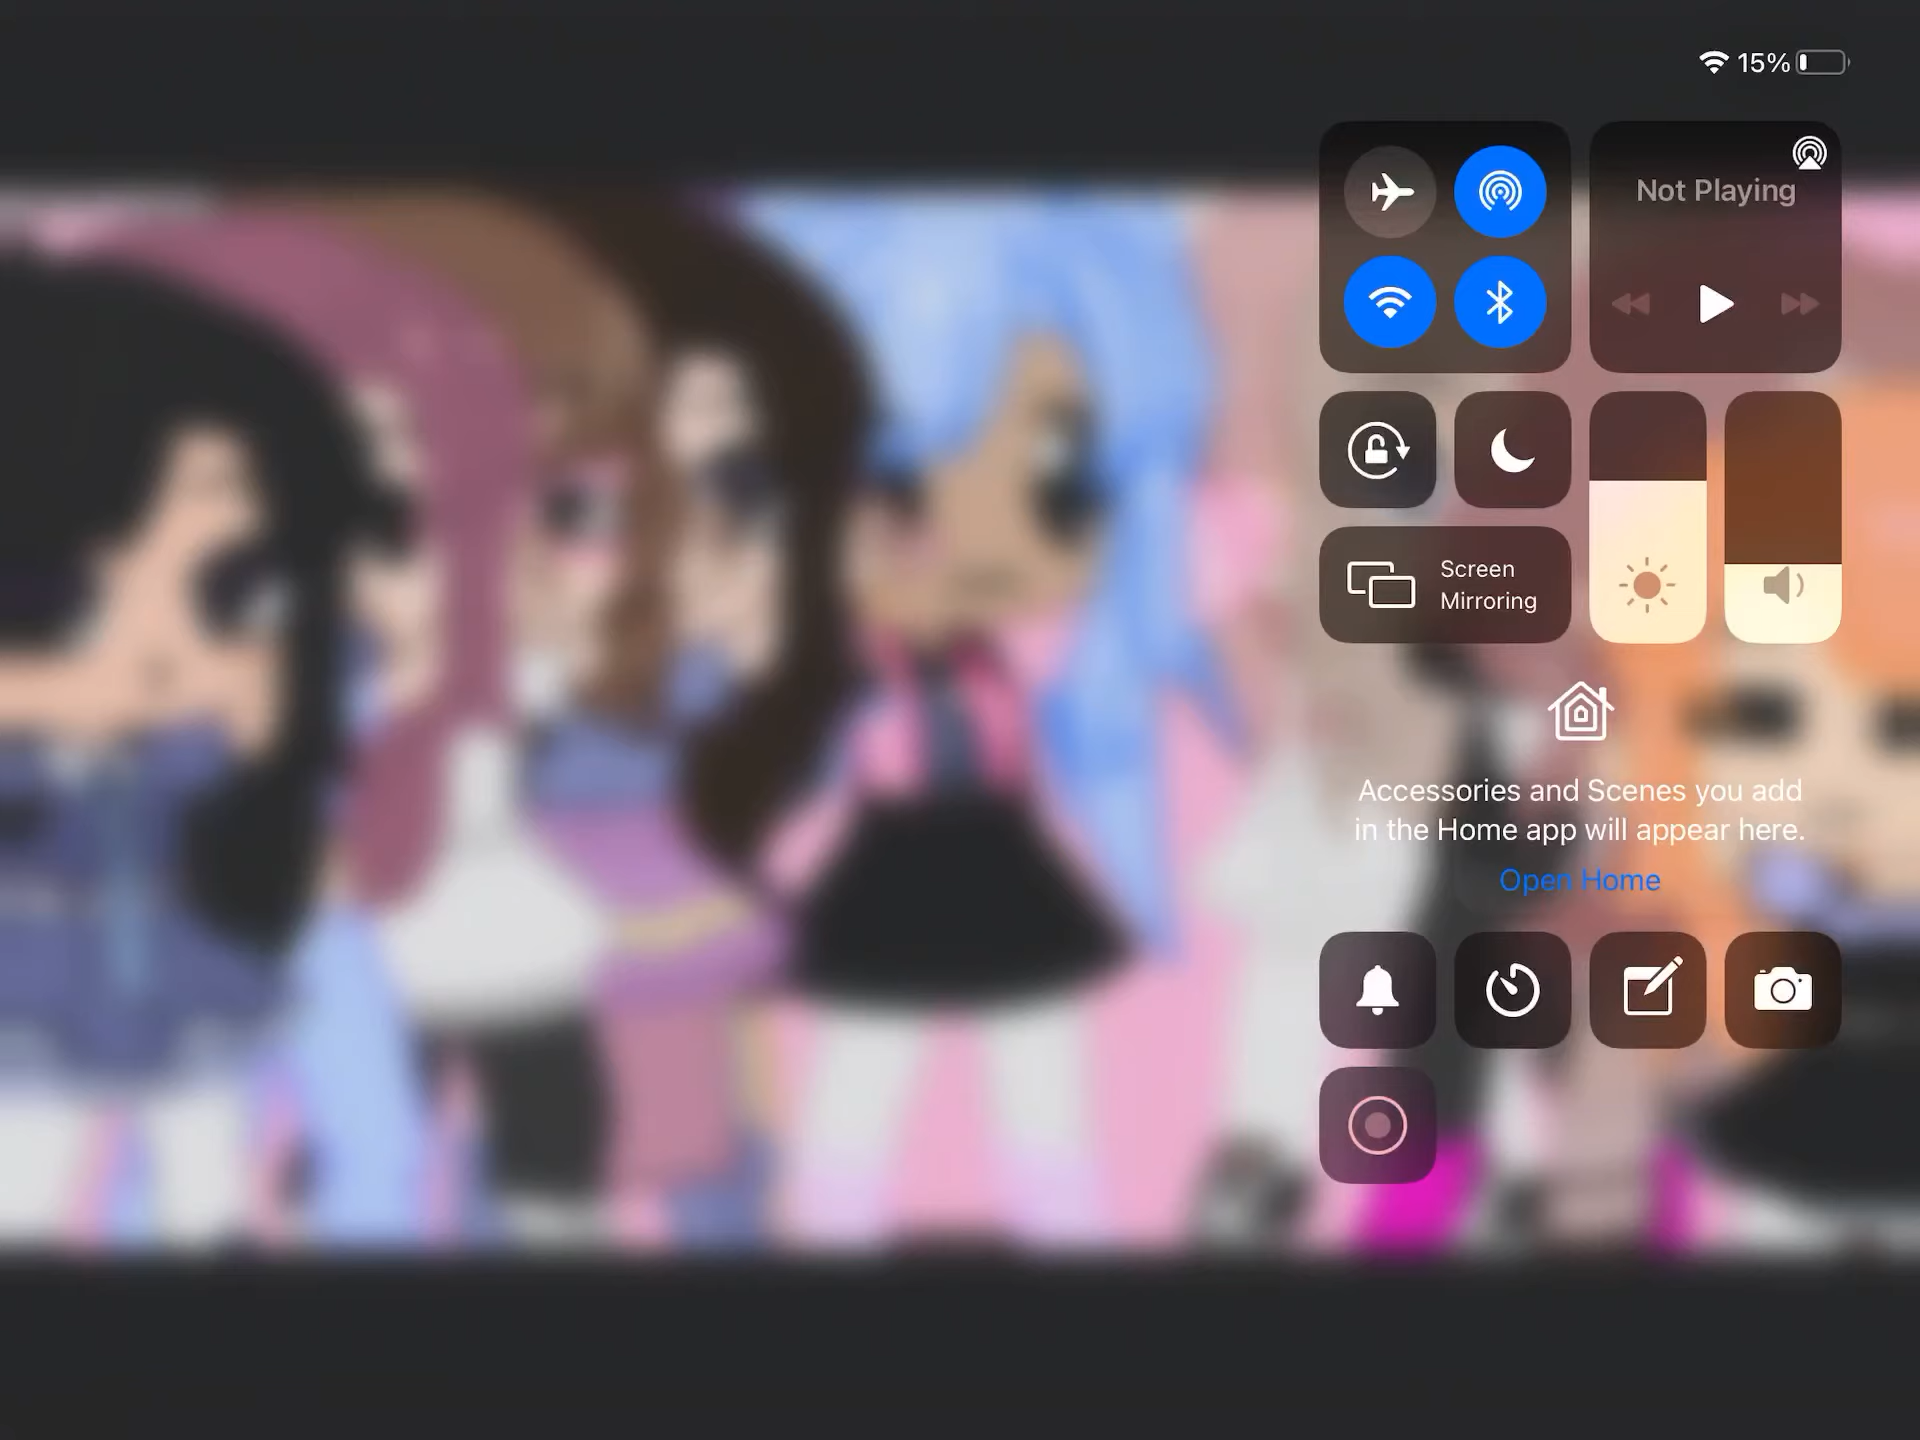 15%
Not Playing
Screen
Mirroring
Accessories and Scenes you add
in the Home app will appear here.
Open Home